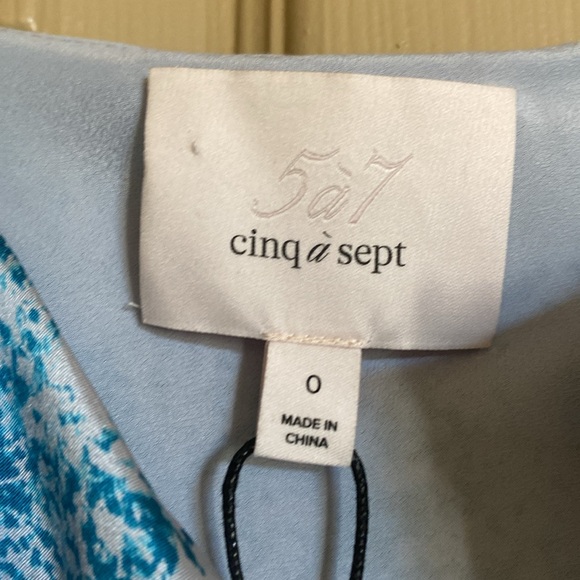 5à7
cinq à sept
0
MADE IN
CHINA